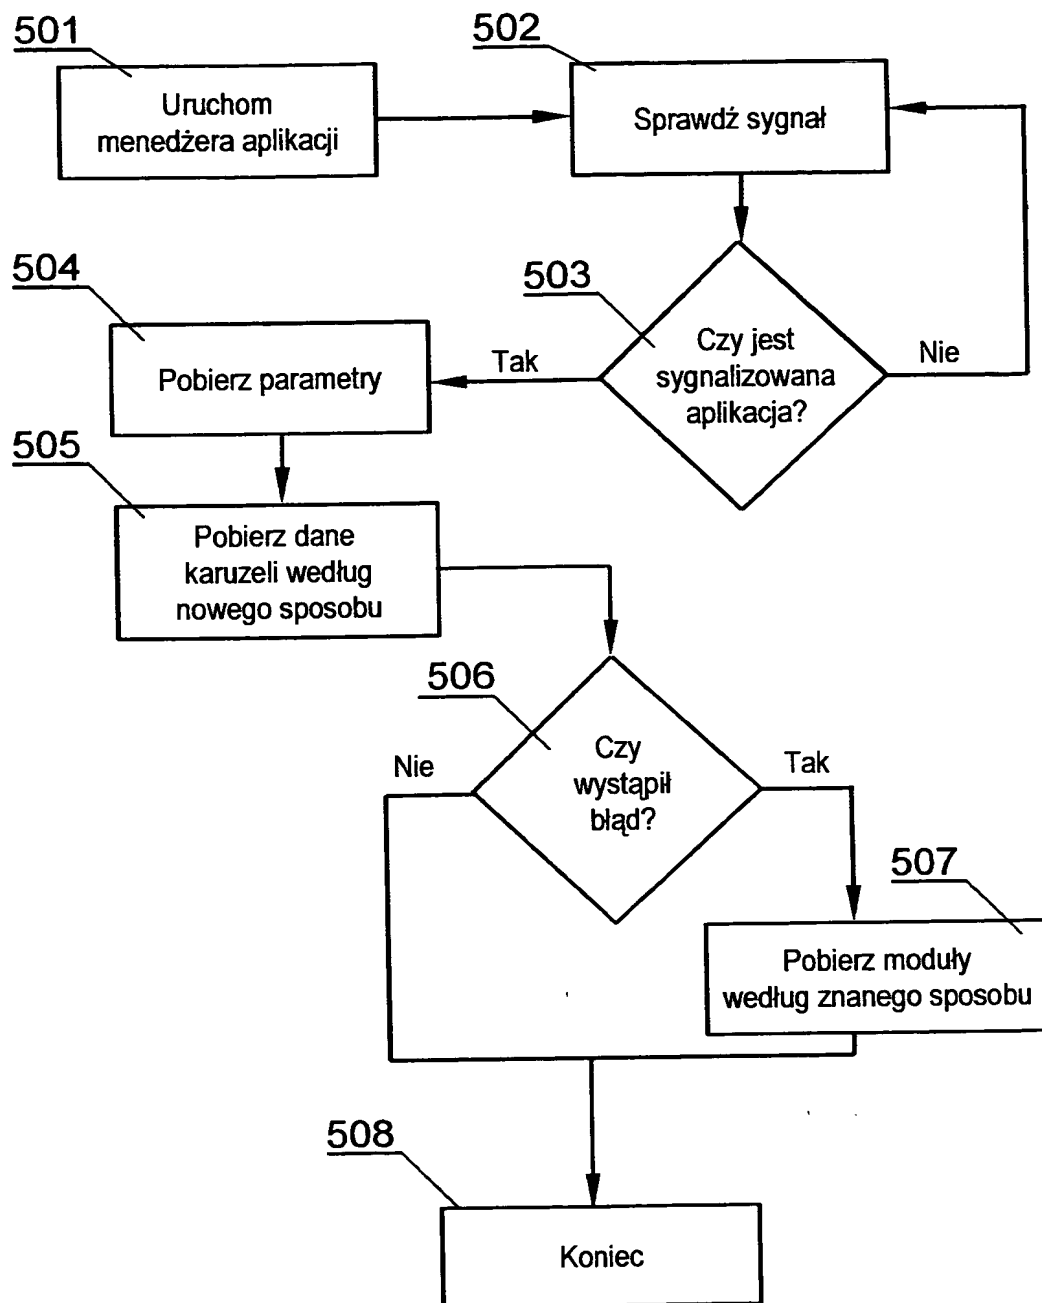 501
Uruchom
menedżera aplikacji
502
Sprawdź sygnał
503
Czy jest
sygnalizowana
aplikacja?
Tak
Nie
504
Pobierz parametry
505
Pobierz dane
karuzeli według
nowego sposobu
506
Czy
wystąpił
błąd?
Nie
Tak
507
Pobierz moduły
według znanego sposobu
508
Koniec